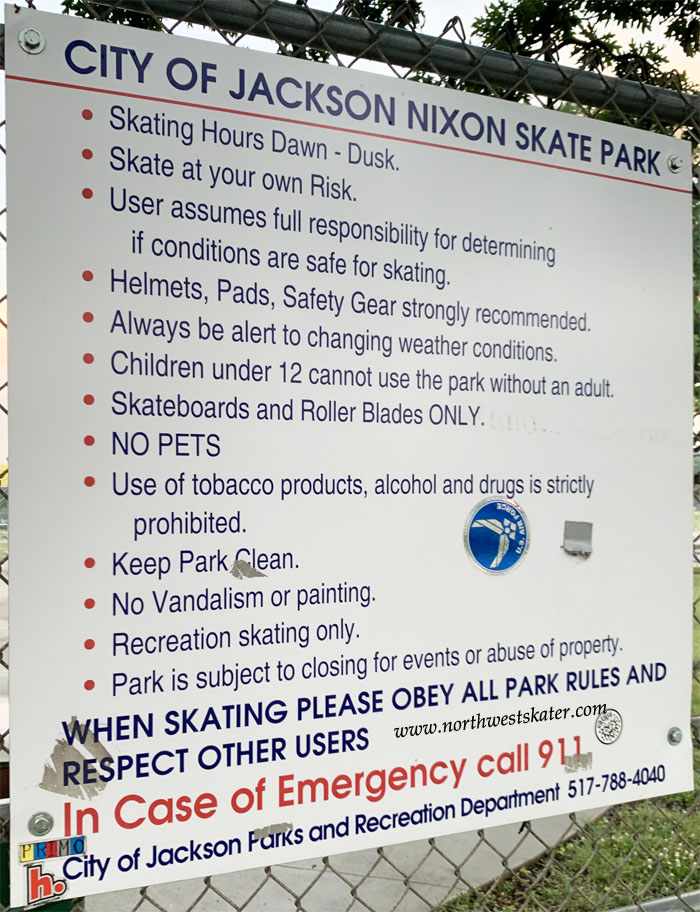 CITY OF JACKSON NIXON SKATE PARK
• Skating Hours Dawn - Dusk.
• Skate at your own Risk.
• User assumes full responsibility for determining
if conditions are safe for skating.
• Helmets, Pads, Safety Gear strongly recommended.
• Always be alert to changing weather conditions.
• Children under 12 cannot use the park without an adult.
• Skateboards and Roller Blades ONLY.
• NO PETS
• Use of tobacco products, alcohol and drugs is strictly
prohibited.
U.S. AIR FORCE
• Keep Park Clean.
• No Vandalism or painting.
• Recreation skating only.
• Park is subject to closing for events or abuse of property.
WHEN SKATING PLEASE OBEY ALL PARK RULES AND
RESPECT OTHER USERS
www.northwestskater.com
In Case of Emergency call 911
City of Jackson Parks and Recreation Department 517-788-4040
PRIMO
h.